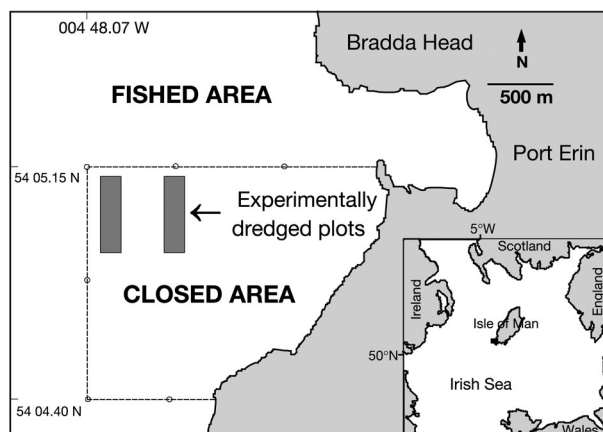 004 48.07 W
Bradda Head
N
500 m
FISHED AREA
Port Erin
54 05.15 N
Experimentally
dredged plots
CLOSED AREA
5°W
Scotland
Ireland
England
Isle of Man
50°N
Irish Sea
54 04.40 N
Wales